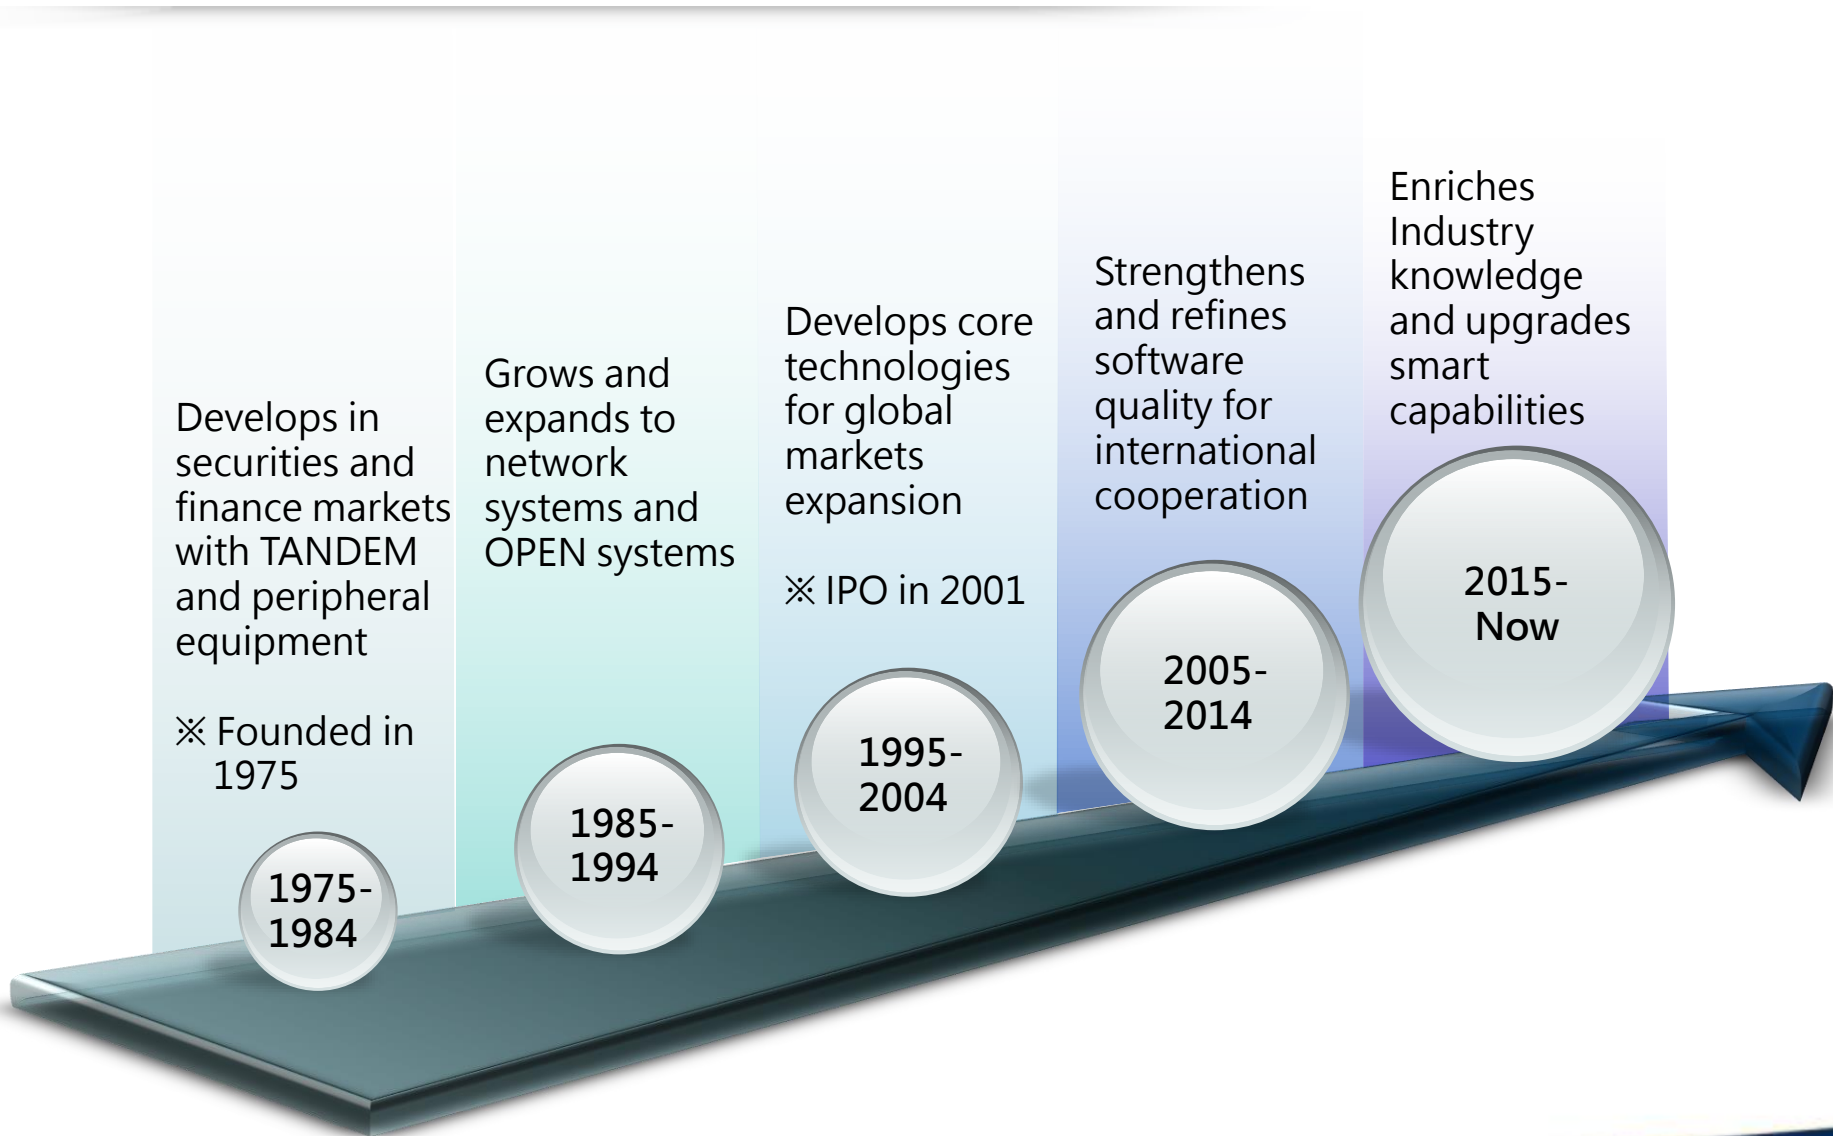 Develops in
securities and
finance markets
with TANDEM
and peripheral
equipment
※ Founded in
1975
1975-
1984
Grows and
expands to
network
systems and
OPEN systems
1985-
1994
Develops core
technologies
for global
markets
expansion
※ IPO in 2001
1995-
2004
Strengthens
and refines
software
quality for
international
cooperation
2005-
2014
Enriches
Industry
knowledge
and upgrades
smart
capabilities
2015-
Now